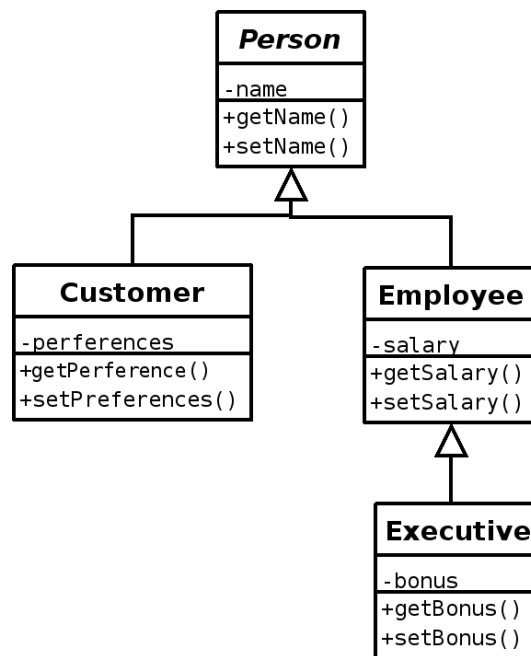 Person
-name
+getName()
+setName()
Customer
-perferences
+getPerference()
+setPreferences()
Employee
-salary
+getSalary()
+setSalary()
Executive
-bonus
+getBonus()
+setBonus()